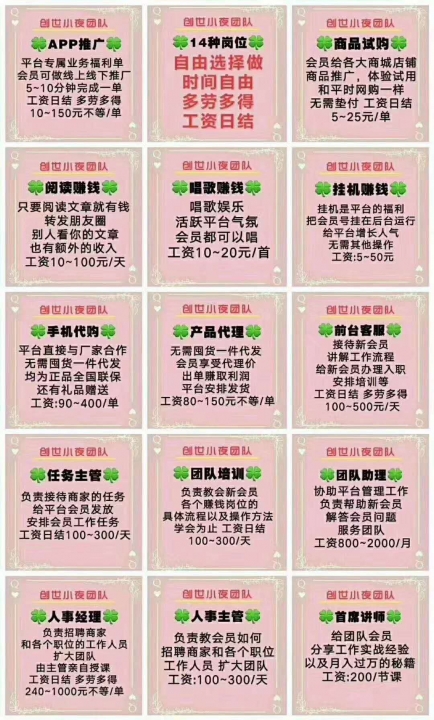 创世小夜团队
APP推广
平台专属业务福利单
会员可做线上线下推厂
5~10分钟完成一单
工资日结 多劳多得
10~150元不等/单
创世小夜团队
14种岗位
自由选择做
时间自由
多劳多得
工资日结
创世小夜团队
商品试购
会员给各大商城店铺
商品推广，体验试用
和平时网购一样
无需垫付 工资日结
5~25元/单
创世小夜团队
阅读赚钱
只要阅读文章就有钱
转发朋友圈
别人看你的文章
也有额外的收入
工资10~100元/天
创世小夜团队
唱歌赚钱
唱歌娱乐
活跃平台气氛
会员都可以唱
工资10~20元/首
创世小夜团队
挂机赚钱
挂机是平台的福利
把会员号挂在后台运行
给平台增长人气
无需其他操作
工资:5~50元
创世小夜团队
手机代购
平台直接与厂家合作
无需囤货一件代发
均为正品全国联保
还有礼品赠送
工资:90~400/单
创世小夜团队
产品代理
无需囤货一件代发
会员享受代理价
出单赚取利润
平台安排发货
工资80~150元不等/单
创世小夜团队
前台客服
接待新会员
讲解工作流程
给新会员办理入职
安排培训等
工资日结 多劳多得
100~500元/天
创世小夜团队
任务主管
负责接待商家的任务
给平台会员发放
安排会员工作任务
工资日结100~300/天
创世小夜团队
团队培训
负责教会新会员
各个赚钱岗位的
具体流程以及操作方法
学会为止 工资日结
100~300/天
创世小夜团队
团队助理
协助平台管理工作
负责帮助新会员
解答会员问题
服务团队
工资800~2000/月
创世小夜团队
人事经理
负责招聘商家
和各个职位的工作人员
扩大团队
由主管亲自授课
工资日结 多劳多得
240~1000元不等/单
创世小夜团队
人事主管
负责教会员如何
招聘商家和各个职位
工作人员 扩大团队
工资:100~300/天
创世小夜团队
首席讲师
给团队会员
分享工作实战经验
以及月入过万的秘籍
工资:200/节课